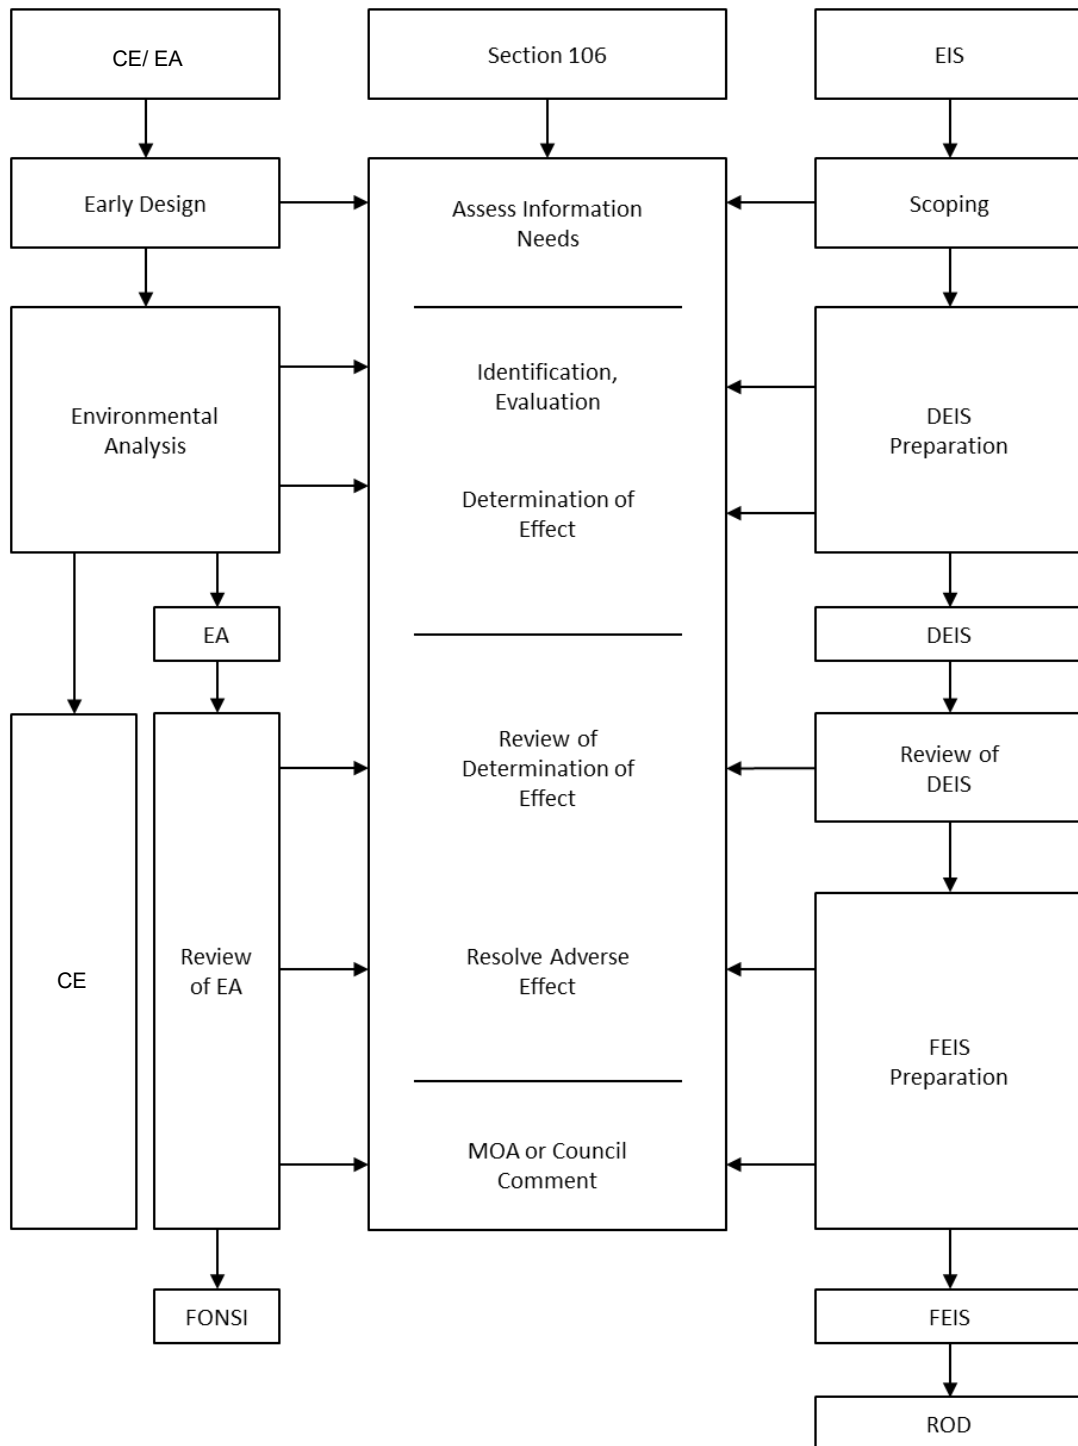 CE/ EA
Section 106
EIS
Early Design
Assess Information
Needs
Scoping
Environmental
Analysis
Identification,
Evaluation
Determination of
Effect
DEIS
Preparation
EA
DEIS
CE
Review
of EA
Review of
Determination of
Effect
Resolve Adverse
Effect
MOA or Council
Comment
Review of
DEIS
FEIS
Preparation
FONSI
FEIS
ROD